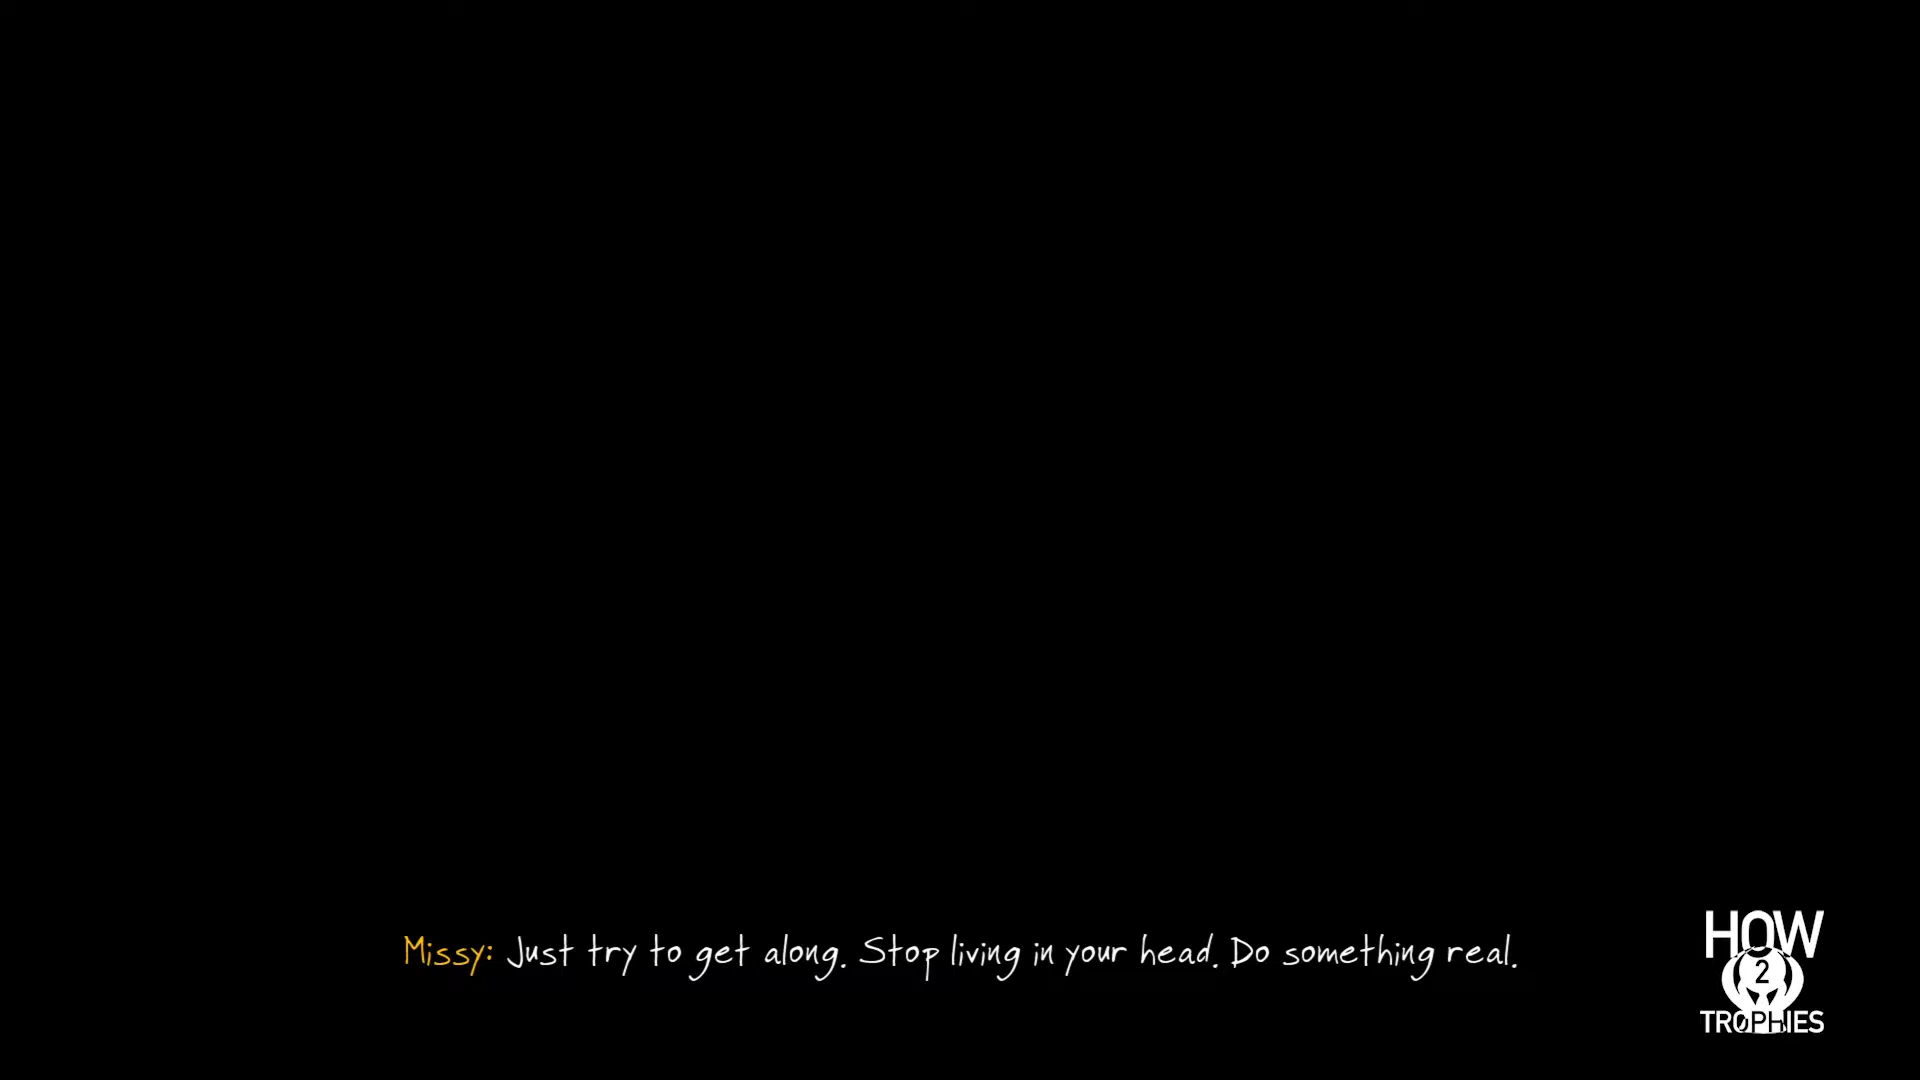 Missy: Just try to get along. Stop living in your head. Do something real.
HOW
2
TROPHIES